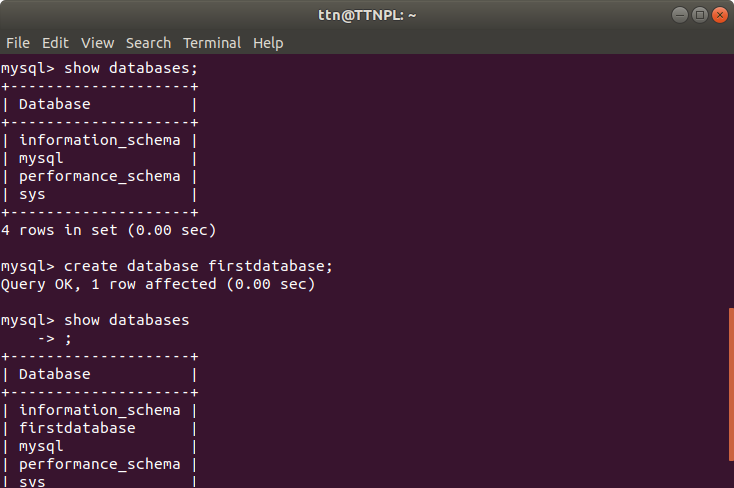 ttn@TTNPL: ~
File Edit View Search Terminal Help
mysql> show databases;
+--------------------+
| Database           |
+--------------------+
| information_schema |
| mysql              |
| performance_schema |
| sys                |
+--------------------+
4 rows in set (0.00 sec)

mysql> create database firstdatabase;
Query OK, 1 row affected (0.00 sec)

mysql> show databases
    -> ;
+--------------------+
| Database           |
+--------------------+
| information_schema |
| firstdatabase      |
| mysql              |
| performance_schema |
| sys                |